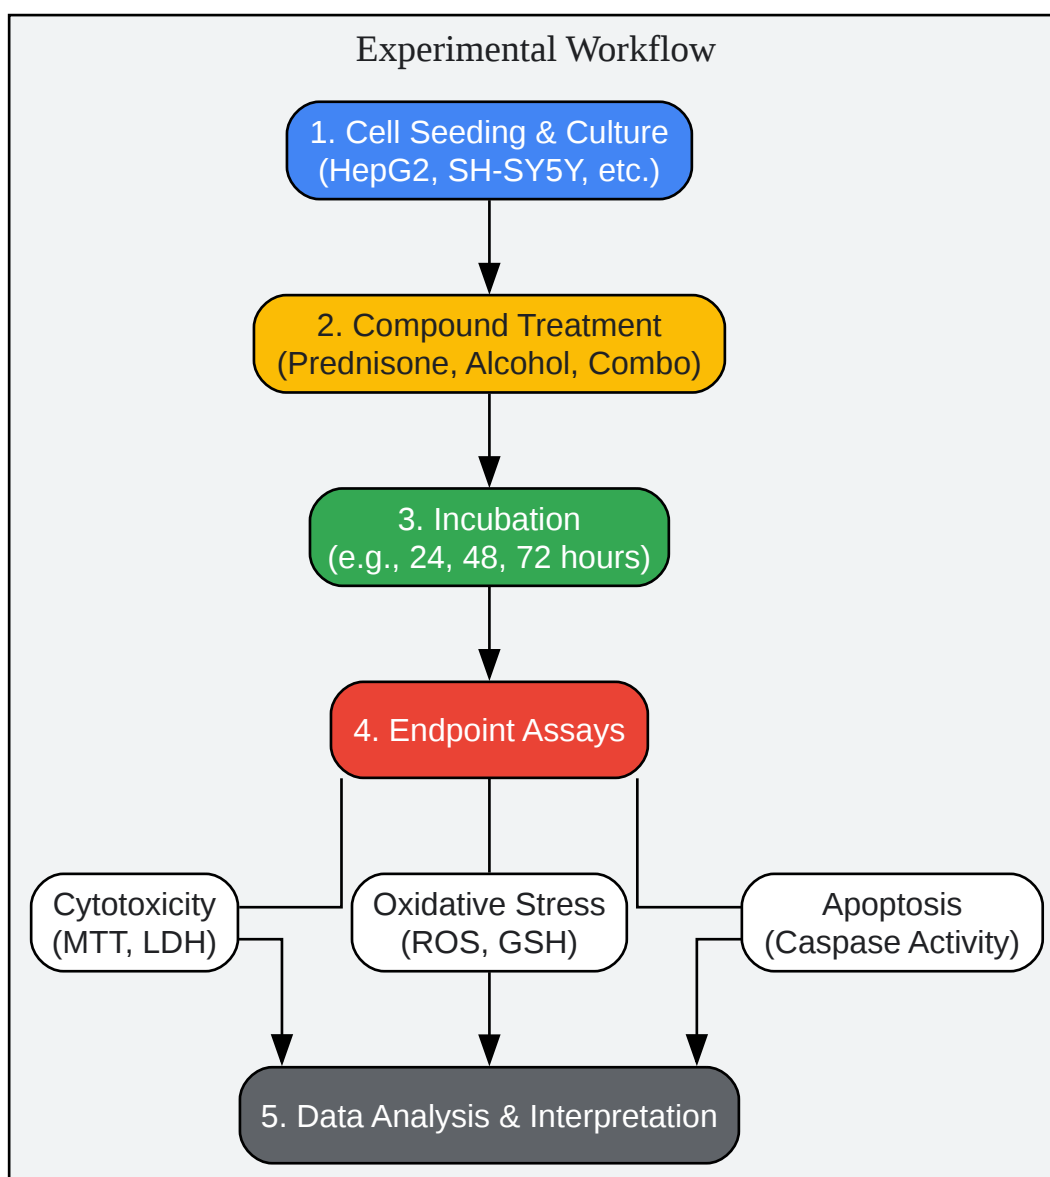 Experimental Workflow
1. Cell Seeding & Culture
(HepG2, SH-SY5Y, etc.)
2. Compound Treatment
(Prednisone, Alcohol, Combo)
3. Incubation
(e.g., 24, 48, 72 hours)
4. Endpoint Assays
Cytotoxicity
(MTT, LDH)
Oxidative Stress
(ROS, GSH)
Apoptosis
(Caspase Activity)
5. Data Analysis & Interpretation